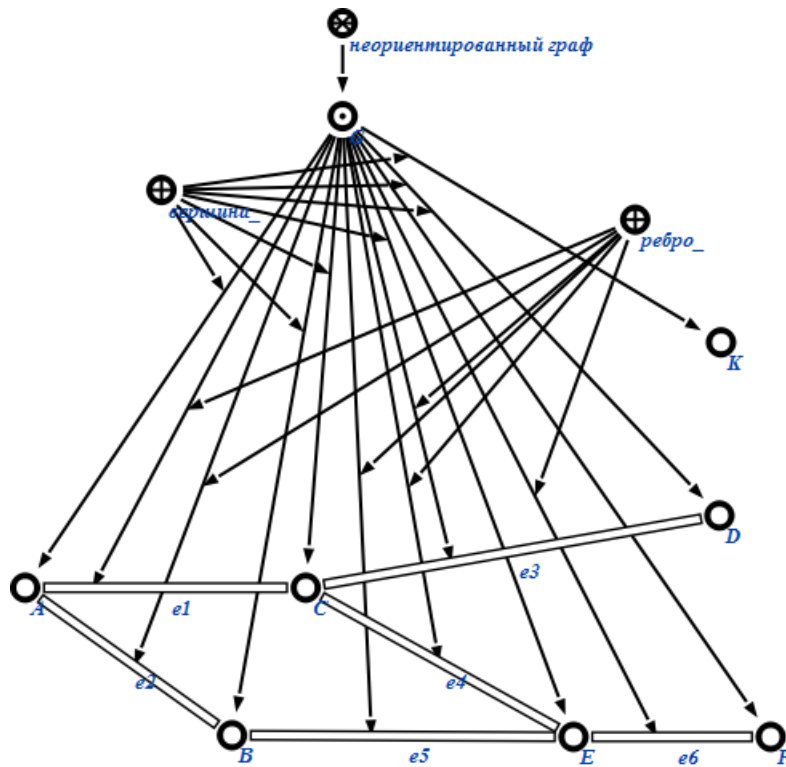 неориентированный граф
G
вершина_
ребро_
K
D
e3
A
e1
C
e2
e4
B
e5
E
e6
F